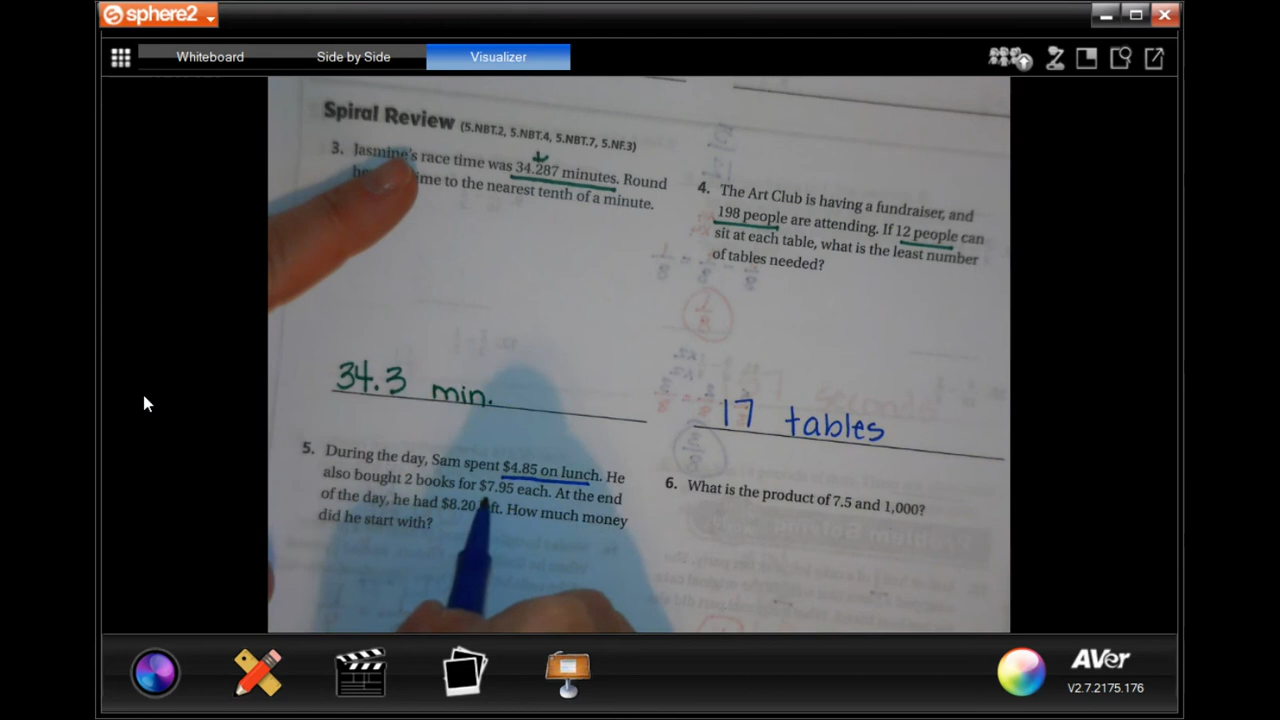 sphere2
Whiteboard
Side by Side
Visualizer
Spiral Review (5.NBT.2, 5.NBT.4, 5.NBT.7, 5.NF.3)
3. Jasmine's race time was 34.287 minutes. Round
time to the nearest tenth of a minute.
34.3 min.
4. The Art Club is having a fundraiser, and
198 people are attending. If 12 people can
sit at each table, what is the least number
of tables needed?
17 tables
5. During the day, Sam spent $4.85 on lunch. He
also bought 2 books for $7.95 each. At the end
of the day, he had $8.20 left. How much money
did he start with?
6. What is the product of 7.5 and 1,000?
AVer
V2.7.2175.176